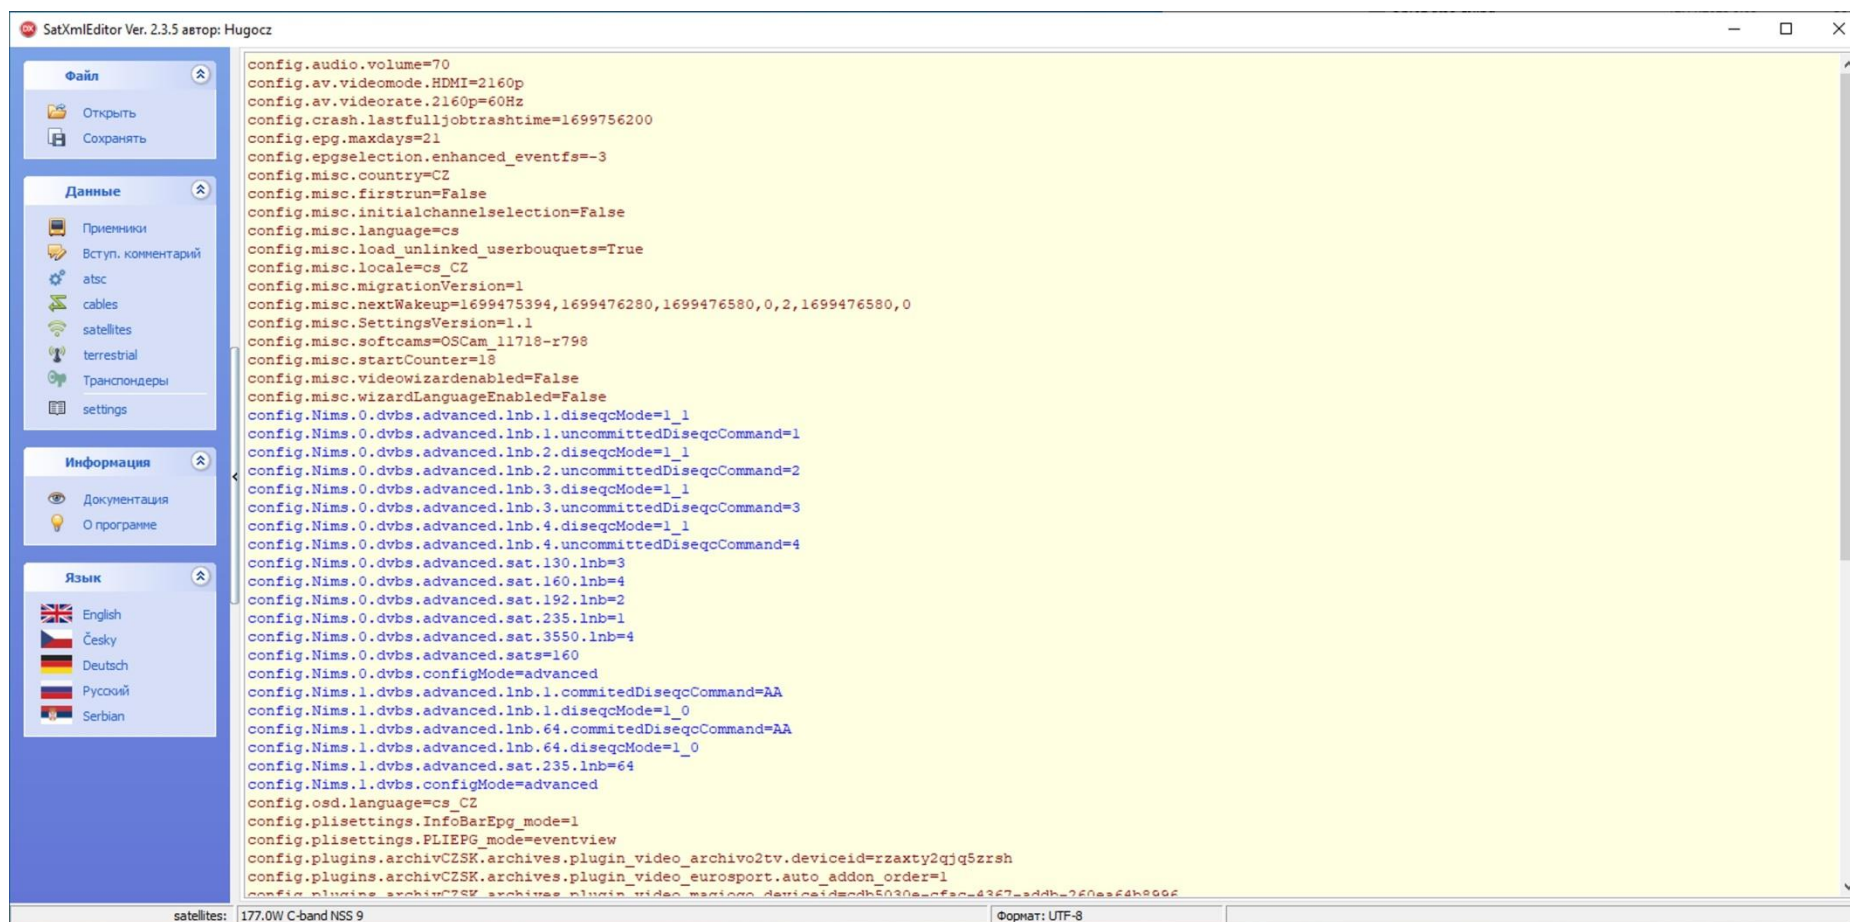 SatXmlEditor Ver. 2.3.5 автор: Hugocz
Файл
Открыть
Сохранять
Данные
Приемники
Вступ. комментарий
atsc
cables
satellites
terrestrial
Транспондеры
settings
Информация
Документация
О программе
Язык
English
Česky
Deutsch
Русский
Serbian
config.audio.volume=70
config.av.videomode.HDMI=2160p
config.av.videorate.2160p=60Hz
config.crash.lastfulljobtrashtime=1699756200
config.epg.maxdays=21
config.epgselection.enhanced_eventfs=-3
config.misc.country=CZ
config.misc.firstrun=False
config.misc.initialchannelselection=False
config.misc.language=cs
config.misc.load_unlinked_userbouquets=True
config.misc.locale=cs_CZ
config.misc.migrationVersion=1
config.misc.nextWakeup=1699475394,1699476280,1699476580,0,2,1699476580,0
config.misc.SettingsVersion=1.1
config.misc.softcams=OSCam_11718-r798
config.misc.startCounter=18
config.misc.videowizardenabled=False
config.misc.wizardLanguageEnabled=False
config.Nims.0.dvbs.advanced.lnb.1.diseqcMode=1_1
config.Nims.0.dvbs.advanced.lnb.1.uncommittedDiseqcCommand=1
config.Nims.0.dvbs.advanced.lnb.2.diseqcMode=1_1
config.Nims.0.dvbs.advanced.lnb.2.uncommittedDiseqcCommand=2
config.Nims.0.dvbs.advanced.lnb.3.diseqcMode=1_1
config.Nims.0.dvbs.advanced.lnb.3.uncommittedDiseqcCommand=3
config.Nims.0.dvbs.advanced.lnb.4.diseqcMode=1_1
config.Nims.0.dvbs.advanced.lnb.4.uncommittedDiseqcCommand=4
config.Nims.0.dvbs.advanced.sat.130.lnb=3
config.Nims.0.dvbs.advanced.sat.160.lnb=4
config.Nims.0.dvbs.advanced.sat.192.lnb=2
config.Nims.0.dvbs.advanced.sat.235.lnb=1
config.Nims.0.dvbs.advanced.sat.3550.lnb=4
config.Nims.0.dvbs.advanced.sats=160
config.Nims.0.dvbs.configMode=advanced
config.Nims.1.dvbs.advanced.lnb.1.commitedDiseqcCommand=AA
config.Nims.1.dvbs.advanced.lnb.1.diseqcMode=1_0
config.Nims.1.dvbs.advanced.lnb.64.commitedDiseqcCommand=AA
config.Nims.1.dvbs.advanced.lnb.64.diseqcMode=1_0
config.Nims.1.dvbs.advanced.sat.235.lnb=64
config.Nims.1.dvbs.configMode=advanced
config.osd.language=cs_CZ
config.plisettings.InfoBarEpg_mode=1
config.plisettings.PLIEPG_mode=eventview
config.plugins.archivCZSK.archives.plugin_video_archivo2tv.deviceid=rzaxty2qjq5zrsh
config.plugins.archivCZSK.archives.plugin_video_eurosport.auto_addon_order=1
config.plugins.archivCZSK.archives.plugin_video_magiogo.deviceid=cdb5030e-cfac-4367-addb-260ea64b8996
satellites: 177.0W C-band NSS 9
Формат: UTF-8